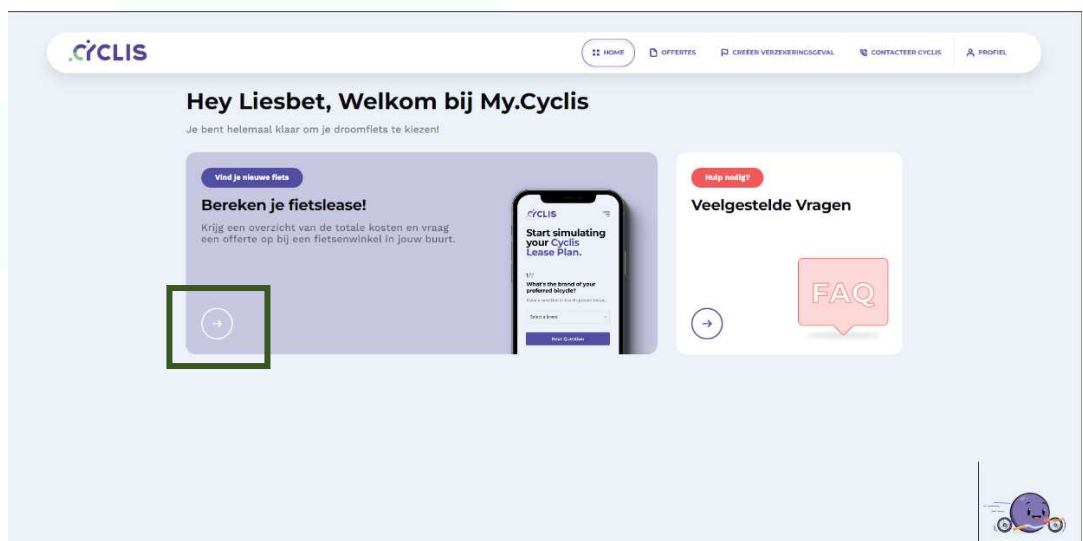 CYCLIS
HOME
OFFERTES
CREËER VERZEKERINGSGEVAL
CONTACTEER CYCLIS
PROFIEL
Hey Liesbet, Welkom bij My.Cyclis
Je bent helemaal klaar om je droomfiets te kiezen!
Vind je nieuwe fiets
Bereken je fietslease!
Krijg een overzicht van de totale kosten en vraag
een offerte op bij een fietsenwinkel in jouw buurt.
CYCLIS
Start simulating
your Cyclis
Lease Plan.
1/7
What's the brand of your
preferred bicycle?
Select a brand
Next Question
Hulp nodig?
Veelgestelde Vragen
FAQ